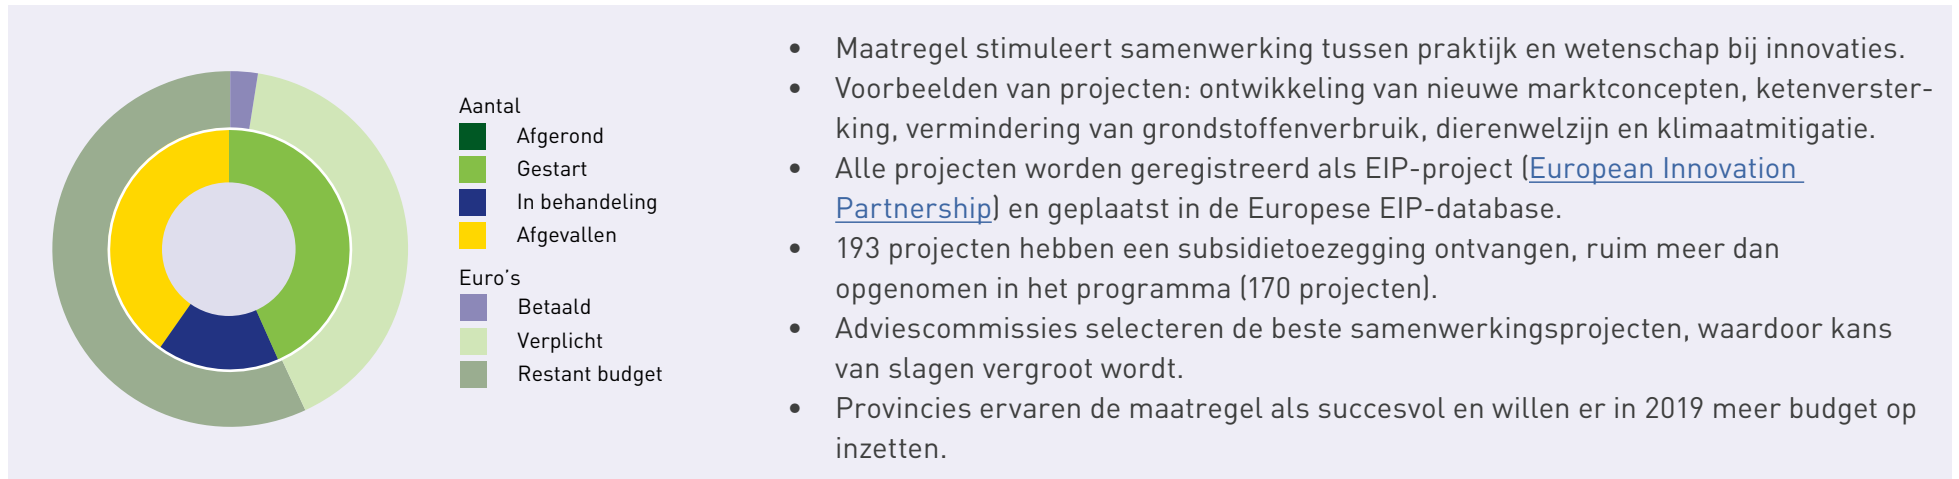 Aantal
Afgerond
Gestart
In behandeling
Afgevallen
Euro's
Betaald
Verplicht
Restant budget
• Maatregel stimuleert samenwerking tussen praktijk en wetenschap bij innovaties.
• Voorbeelden van projecten: ontwikkeling van nieuwe marktconcepten, ketenverster-
king, vermindering van grondstoffenverbruik, dierenwelzijn en klimaatmitigatie.
• Alle projecten worden geregistreerd als EIP-project (European Innovation
Partnership) en geplaatst in de Europese EIP-database.
• 193 projecten hebben een subsidietoezegging ontvangen, ruim meer dan
opgenomen in het programma (170 projecten).
• Adviescommissies selecteren de beste samenwerkingsprojecten, waardoor kans
van slagen vergroot wordt.
• Provincies ervaren de maatregel als succesvol en willen er in 2019 meer budget op
inzetten.